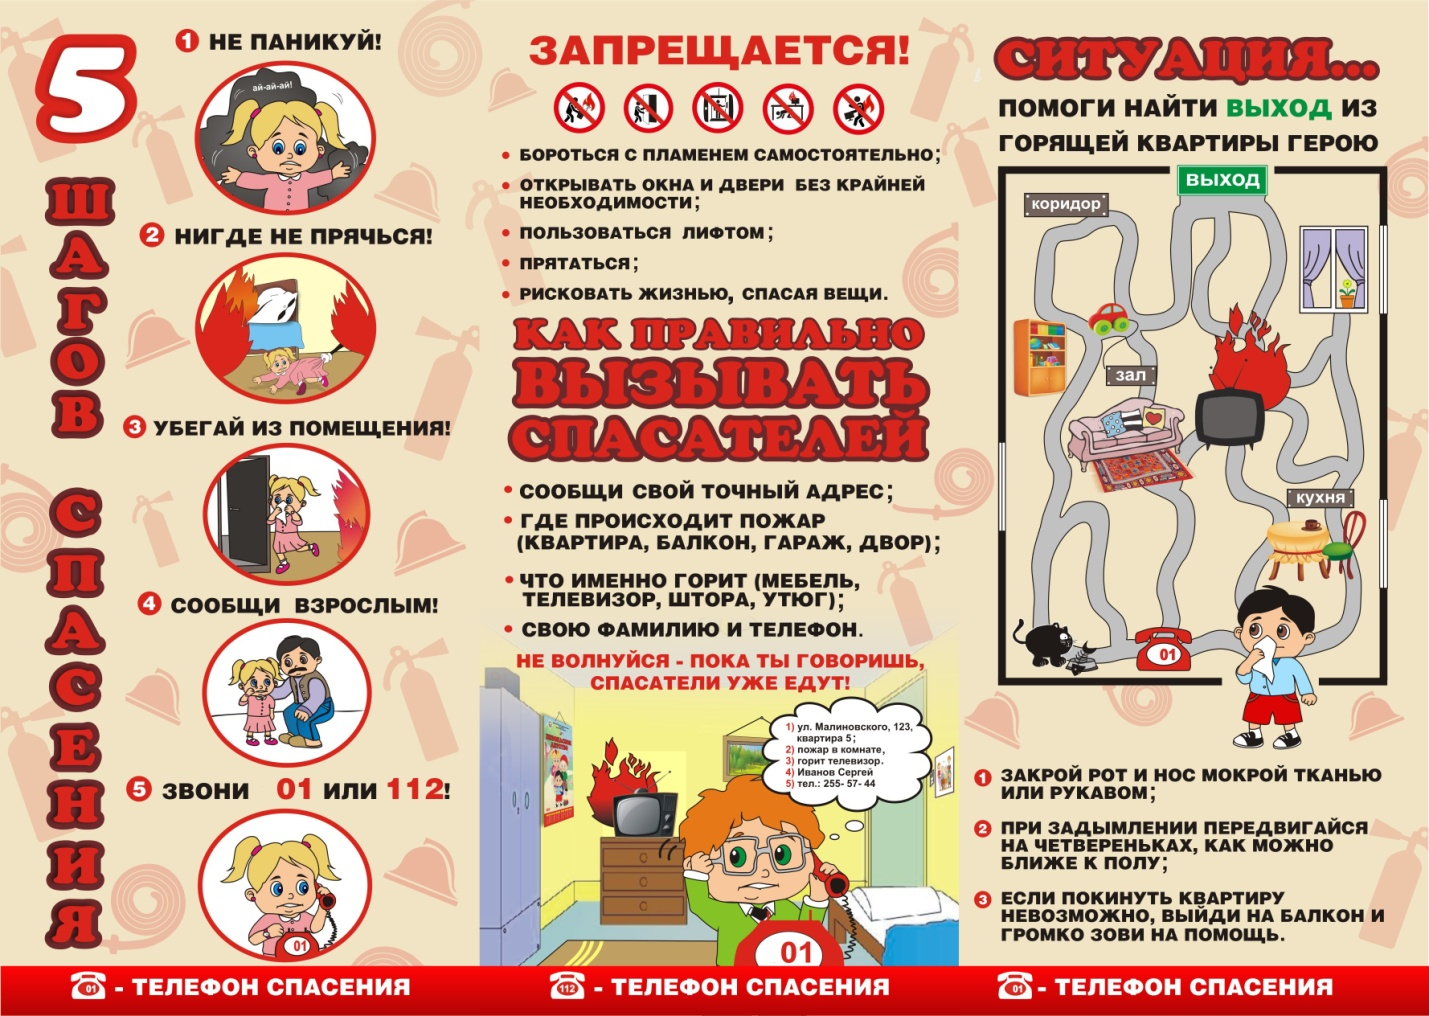 5
ШАГОВ
СПАСЕНИЯ
1 НЕ ПАНИКУЙ!
ай-ай-ай!
2 НИГДЕ НЕ ПРЯЧЬСЯ!
3 УБЕГАЙ ИЗ ПОМЕЩЕНИЯ!
4 СООБЩИ ВЗРОСЛЫМ!
5 ЗВОНИ 01 ИЛИ 112!
01
01 - ТЕЛЕФОН СПАСЕНИЯ
ЗАПРЕЩАЕТСЯ!
• БОРОТЬСЯ С ПЛАМЕНЕМ САМОСТОЯТЕЛЬНО;
• ОТКРЫВАТЬ ОКНА И ДВЕРИ БЕЗ КРАЙНЕЙ
НЕОБХОДИМОСТИ;
• ПОЛЬЗОВАТЬСЯ ЛИФТОМ;
• ПРЯТАТЬСЯ;
• РИСКОВАТЬ ЖИЗНЬЮ, СПАСАЯ ВЕЩИ.
КАК ПРАВИЛЬНО
ВЫЗЫВАТЬ
СПАСАТЕЛЕЙ
• СООБЩИ СВОЙ ТОЧНЫЙ АДРЕС;
• ГДЕ ПРОИСХОДИТ ПОЖАР
(КВАРТИРА, БАЛКОН, ГАРАЖ, ДВОР);
• ЧТО ИМЕННО ГОРИТ (МЕБЕЛЬ,
ТЕЛЕВИЗОР, ШТОРА, УТЮГ);
• СВОЮ ФАМИЛИЮ И ТЕЛЕФОН.
НЕ ВОЛНУЙСЯ - ПОКА ТЫ ГОВОРИШЬ,
СПАСАТЕЛИ УЖЕ ЕДУТ!
1) ул. Малиновского, 123,
квартира 5;
2) пожар в комнате,
3) горит телевизор.
4) Иванов Сергей
5) тел.: 255- 57- 44
01
112 - ТЕЛЕФОН СПАСЕНИЯ
СИТУАЦИЯ...
ПОМОГИ НАЙТИ ВЫХОД ИЗ
ГОРЯЩЕЙ КВАРТИРЫ ГЕРОЮ
ВЫХОД
коридор
зал
кухня
01
1 ЗАКРОЙ РОТ И НОС МОКРОЙ ТКАНЬЮ
ИЛИ РУКАВОМ;
2 ПРИ ЗАДЫМЛЕНИИ ПЕРЕДВИГАЙСЯ
НА ЧЕТВЕРЕНЬКАХ, КАК МОЖНО
БЛИЖЕ К ПОЛУ;
3 ЕСЛИ ПОКИНУТЬ КВАРТИРУ
НЕВОЗМОЖНО, ВЫЙДИ НА БАЛКОН И
ГРОМКО ЗОВИ НА ПОМОЩЬ.
01 - ТЕЛЕФОН СПАСЕНИЯ